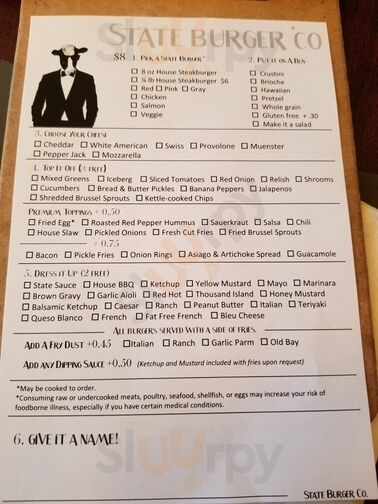 STATE BURGER CO
$8 1. PICK A STATE BURGER* 2. PUT IT ON A BUN
☐ 8 oz House Steakburger ☐ Crustini
☐ ¼ lb House Steakburger $6 ☐ Brioche
☐ Red ☐ Pink ☐ Gray ☐ Hawaiian
☐ Chicken ☐ Pretzel
☐ Salmon ☐ Whole grain
☐ Veggie ☐ Gluten free + .30
☐ Make it a salad
3. CHOOSE YOUR CHEESE
☐ Cheddar ☐ White American ☐ Swiss ☐ Provolone ☐ Muenster
☐ Pepper Jack ☐ Mozzarella
4. TOP IT OFF (3 FREE)
☐ Mixed Greens ☐ Iceberg ☐ Sliced Tomatoes ☐ Red Onion ☐ Relish ☐ Shrooms
☐ Cucumbers ☐ Bread & Butter Pickles ☐ Banana Peppers ☐ Jalapenos
☐ Shredded Brussel Sprouts ☐ Kettle-cooked Chips
PREMIUM TOPPINGS + 0.50
☐ Fried Egg* ☐ Roasted Red Pepper Hummus ☐ Sauerkraut ☐ Salsa ☐ Chili
☐ House Slaw ☐ Pickled Onions ☐ Fresh Cut Fries ☐ Fried Brussel Sprouts
+ 0.75
☐ Bacon ☐ Pickle Fries ☐ Onion Rings ☐ Asiago & Artichoke Spread ☐ Guacamole
5. DRESS IT UP (2 FREE)
☐ State Sauce ☐ House BBQ ☐ Ketchup ☐ Yellow Mustard ☐ Mayo ☐ Marinara
☐ Brown Gravy ☐ Garlic Aioli ☐ Red Hot ☐ Thousand Island ☐ Honey Mustard
☐ Balsamic Ketchup ☐ Caesar ☐ Ranch ☐ Peanut Butter ☐ Italian ☐ Teriyaki
☐ Queso Blanco ☐ French ☐ Fat Free French ☐ Bleu Cheese
ALL BURGERS SERVED WITH A SIDE OF FRIES.
ADD A FRY DUST +0.45 ☐Italian ☐ Ranch ☐ Garlic Parm ☐ Old Bay
ADD ANY DIPPING SAUCE +0.50 (Ketchup and Mustard included with fries upon request)
*May be cooked to order.
*Consuming raw or undercooked meats, poultry, seafood, shellfish, or eggs may increase your risk of
foodborne illness, especially if you have certain medical conditions.
6. GIVE IT A NAME!
STATE BURGER CO.
Sluurpy
Sluurpy